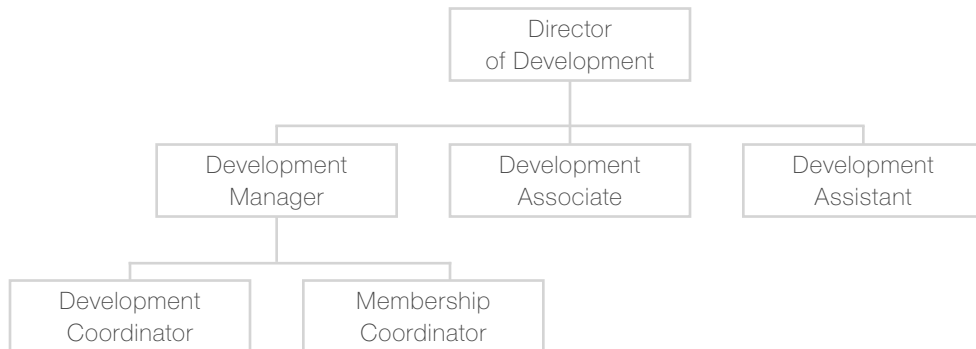 Director
of Development
Development
Manager
Development
Associate
Development
Assistant
Development
Coordinator
Membership
Coordinator